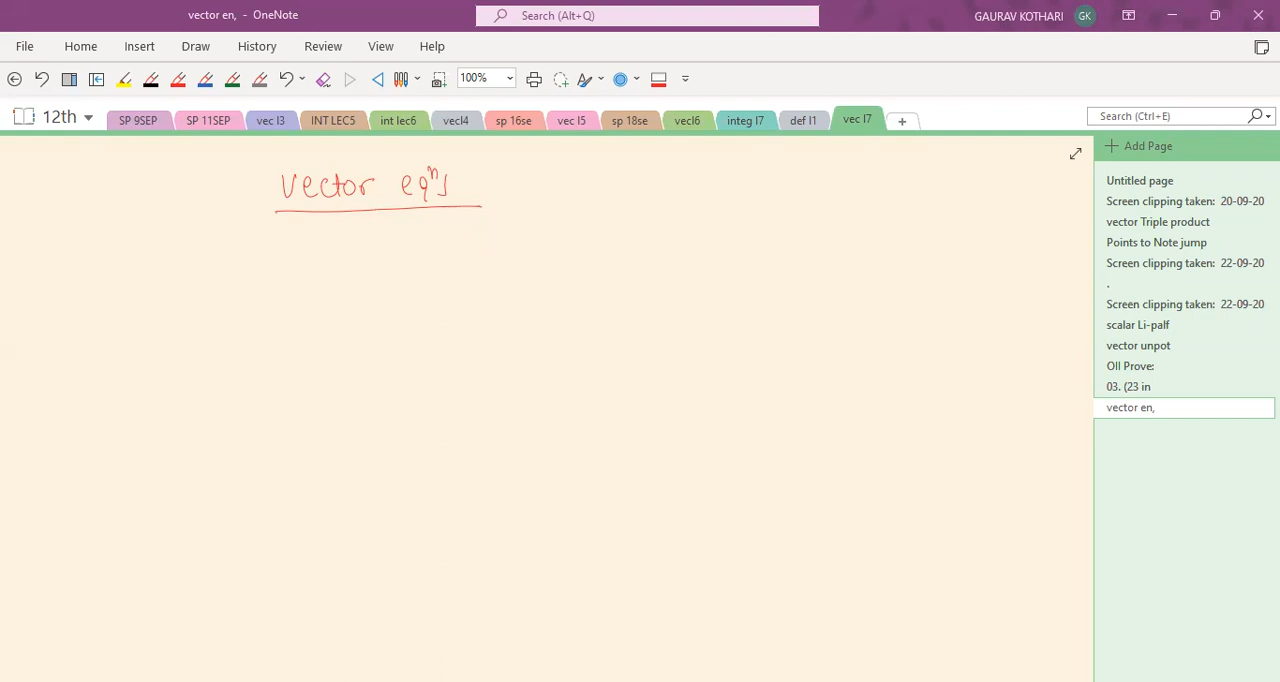 vector en, - OneNote
Search (Alt+Q)
GAURAV KOTHARI GK
File Home Insert Draw History Review View Help
100%
12th SP 9SEP SP 11SEP vec l3 INT LEC5 int lec6 vecl4 sp 16se vec l5 sp 18se vecl6 integ l7 def l1 vec l7 +
Search (Ctrl+E)
Add Page
Untitled page
Screen clipping taken: 20-09-20
vector Triple product
Points to Note jump
Screen clipping taken: 22-09-20
.
Screen clipping taken: 22-09-20
scalar Li-palf
vector unpot
Oll Prove:
03. (23 in
vector en,
vector eqⁿs